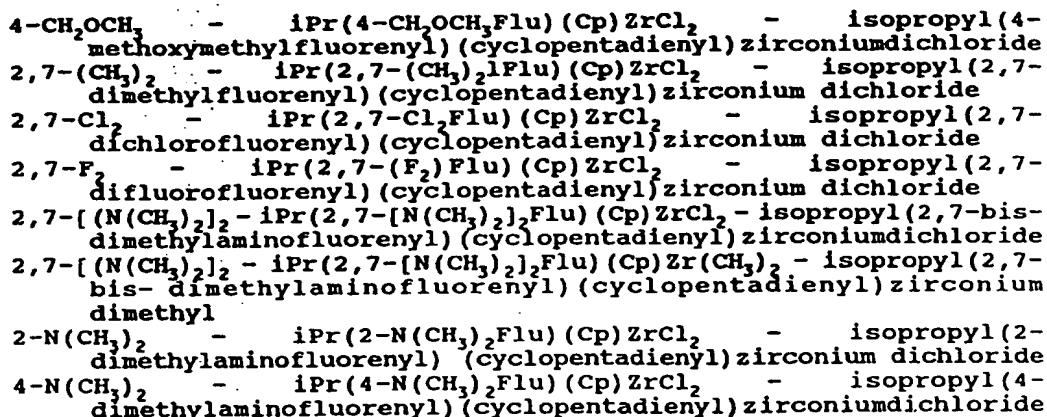 4-CH₂OCH₃ - iPr(4-CH₂OCH₃Flu)(Cp)ZrCl₂ - isopropyl(4-
methoxymethylfluorenyl)(cyclopentadienyl)zirconiumdichloride
2,7-(CH₃)₂ - iPr(2,7-(CH₃)₂lFlu)(Cp)ZrCl₂ - isopropyl(2,7-
dimethylfluorenyl)(cyclopentadienyl)zirconium dichloride
2,7-Cl₂ - iPr(2,7-Cl₂Flu)(Cp)ZrCl₂ - isopropyl(2,7-
dichlorofluorenyl)(cyclopentadienyl)zirconium dichloride
2,7-F₂ - iPr(2,7-(F₂)Flu)(Cp)ZrCl₂ - isopropyl(2,7-
difluorofluorenyl)(cyclopentadienyl)zirconium dichloride
2,7-[(N(CH₃)₂]₂ - iPr(2,7-[N(CH₃)₂]₂Flu)(Cp)ZrCl₂ - isopropyl(2,7-bis-
dimethylaminofluorenyl)(cyclopentadienyl)zirconiumdichloride
2,7-[(N(CH₃)₂]₂ - iPr(2,7-[N(CH₃)₂]₂Flu)(Cp)Zr(CH₃)₂ - isopropyl(2,7-
bis- dimethylaminofluorenyl)(cyclopentadienyl)zirconium
dimethyl
2-N(CH₃)₂ - iPr(2-N(CH₃)₂Flu)(Cp)ZrCl₂ - isopropyl(2-
dimethylaminofluorenyl) (cyclopentadienyl)zirconium dichloride
4-N(CH₃)₂ - iPr(4-N(CH₃)₂Flu)(Cp)ZrCl₂ - isopropyl(4-
dimethylaminofluorenyl)(cyclopentadienyl)zirconiumdichloride